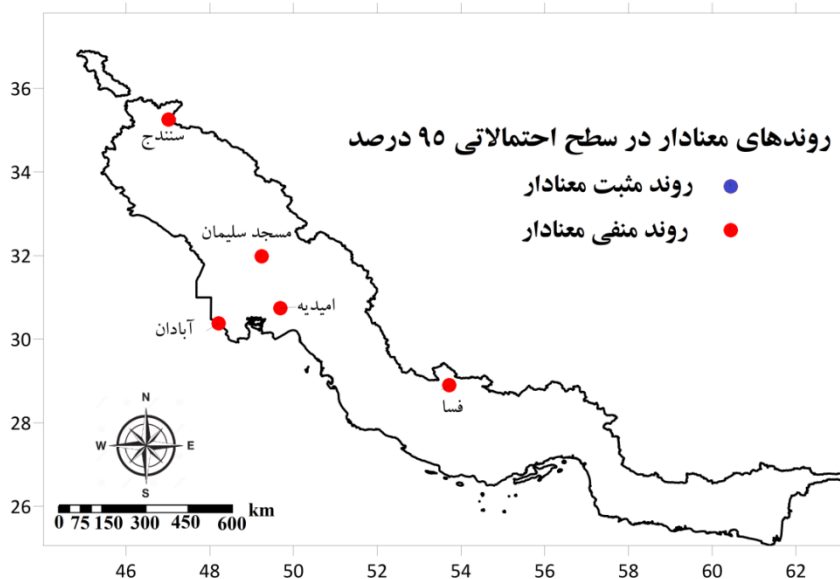 36
34
32
30
28
26
روندهای معنادار در سطح احتمالاتی ۹۵ درصد
روند مثبت معنادار
روند منفی معنادار
سنندج
مسجد سلیمان
امیدیه
آبادان
فسا
N
W E
S
0 75 150 300 450 600 km
46 48 50 52 54 56 58 60 62